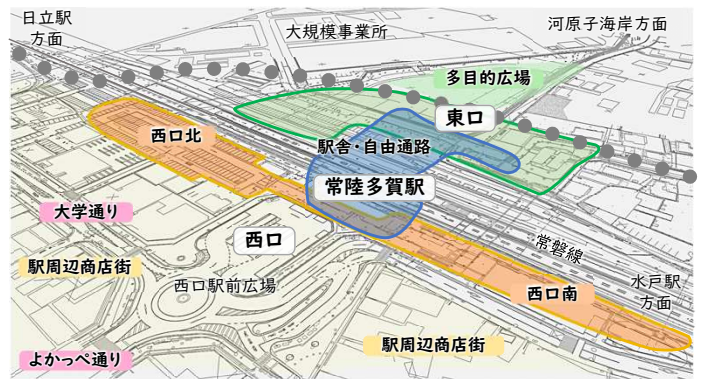 日立駅
方面
大規模事業所
河原子海岸方面
多目的広場
東口
西口北
駅舎・自由通路
常陸多賀駅
大学通り
西口
常磐線
駅周辺商店街
西口駅前広場
西口南
水戸駅
方面
駅周辺商店街
よかっぺ通り